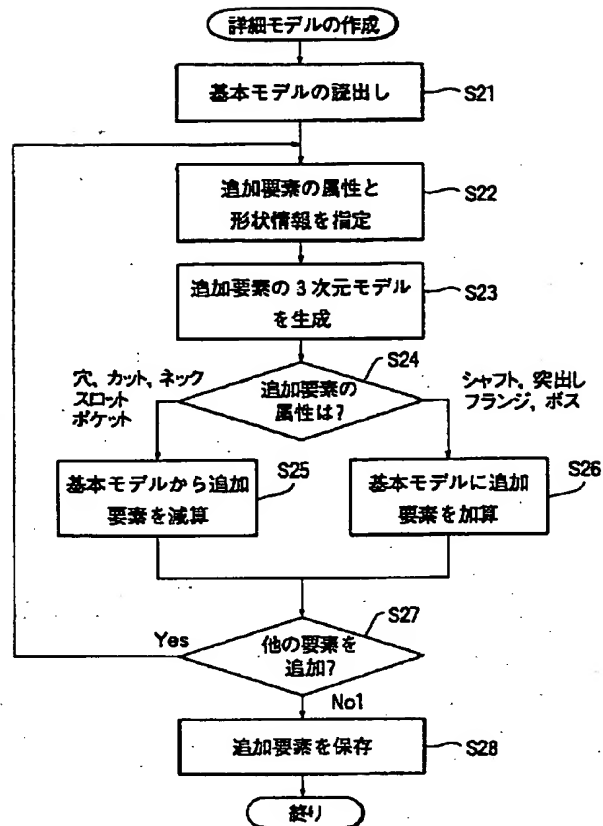 詳細モデルの作成
基本モデルの読出し
S21
追加要素の属性と
形状情報を指定
S22
追加要素の3次元モデル
を生成
S23
S24
穴, カット, ネック
スロット
ポケット
追加要素の
属性は?
シャフト, 突出し
フランジ, ボス
基本モデルから追加
要素を減算
S25
基本モデルに追加
要素を加算
S26
S27
Yes
他の要素を
追加?
No1
追加要素を保存
S28
終り